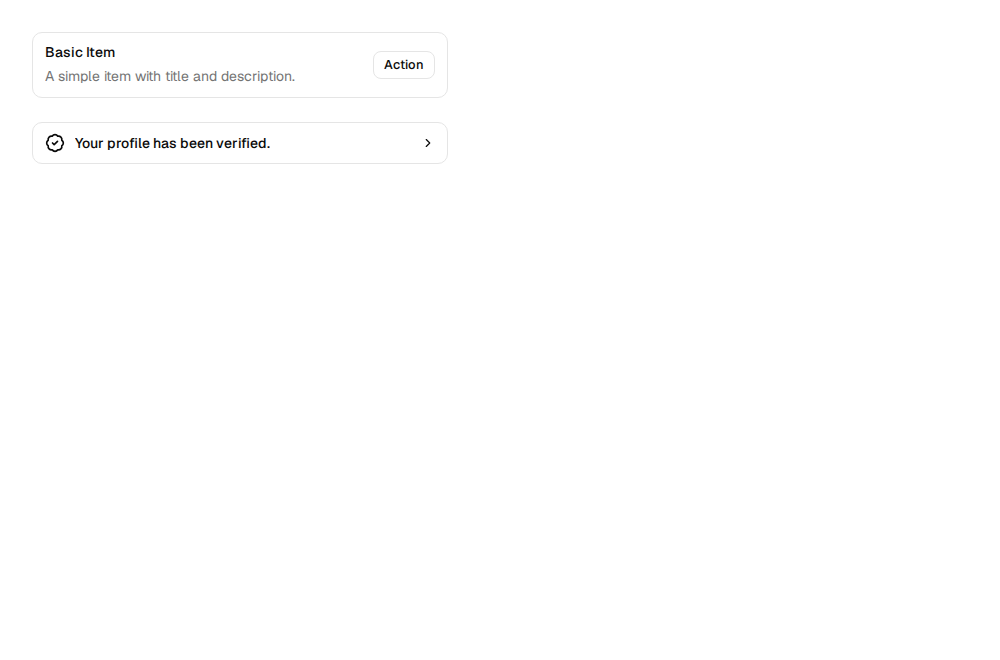 Basic Item
A simple item with title and description.
Action
Your profile has been verified.